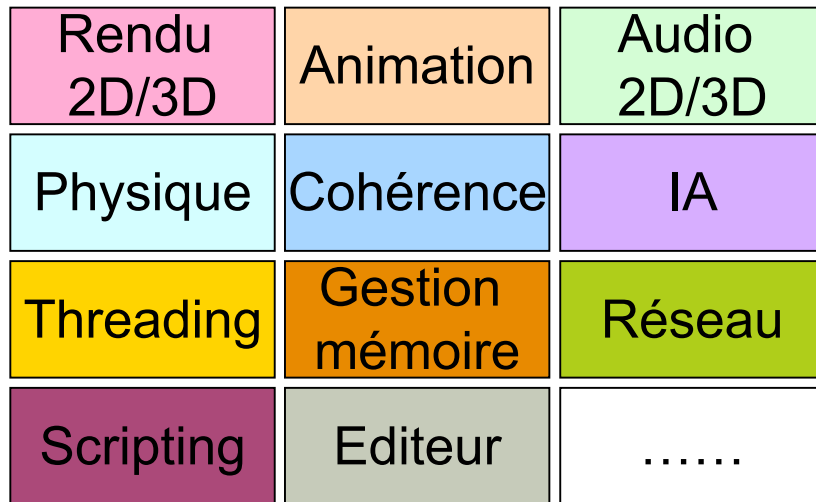 Rendu
2D/3D
Animation
Audio
2D/3D
Physique
Cohérence
IA
Threading
Gestion
mémoire
Réseau
Scripting
Editeur
……